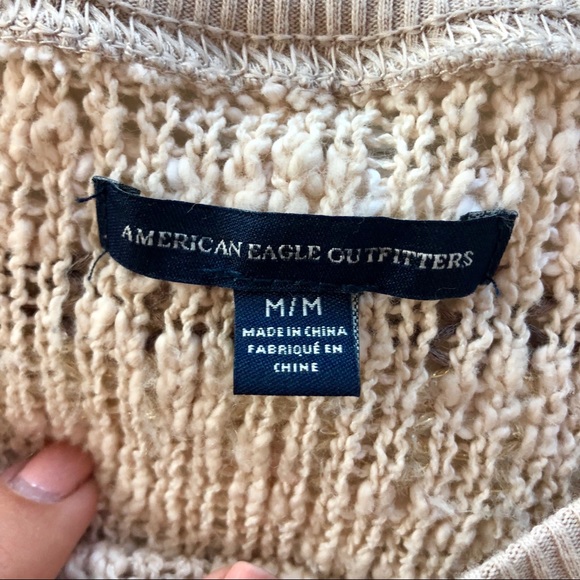 AMERICAN EAGLE OUTFITTERS
M/M
MADE IN CHINA
FABRIQUÉ EN
CHINE